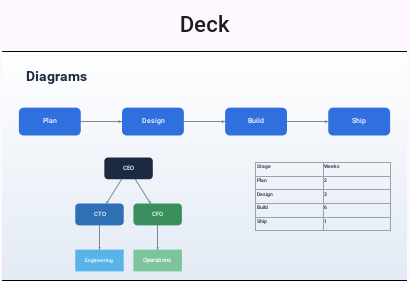 Deck
Diagrams
Plan Design Build Ship
CEO
CTO CFO
Engineering Operations
Stage Weeks
Plan 2
Design 3
Build 6
Ship 1